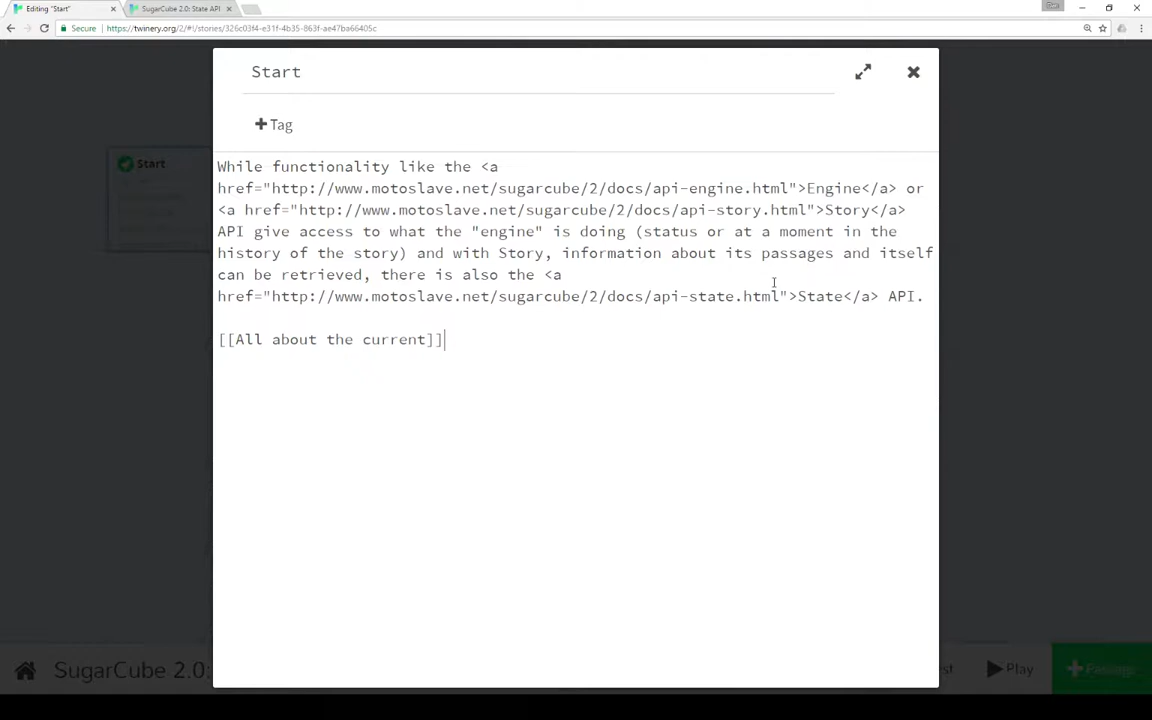 Editing "Start"
SugarCube 2.0: State API
Secure
https://twinery.org/2/#!/stories/326c03f4-e31f-4b35-863f-ae47ba66405c
Start
+Tag
Start
While functionality like the <a
href="http://www.motoslave.net/sugarcube/2/docs/api-engine.html">Engine</a> or
<a href="http://www.motoslave.net/sugarcube/2/docs/api-story.html">Story</a>
API give access to what the "engine" is doing (status or at a moment in the
history of the story) and with Story, information about its passages and itself
can be retrieved, there is also the <a
href="http://www.motoslave.net/sugarcube/2/docs/api-state.html">State</a> API.
[[All about the current]]
SugarCube 2.0:
Play
+Passage